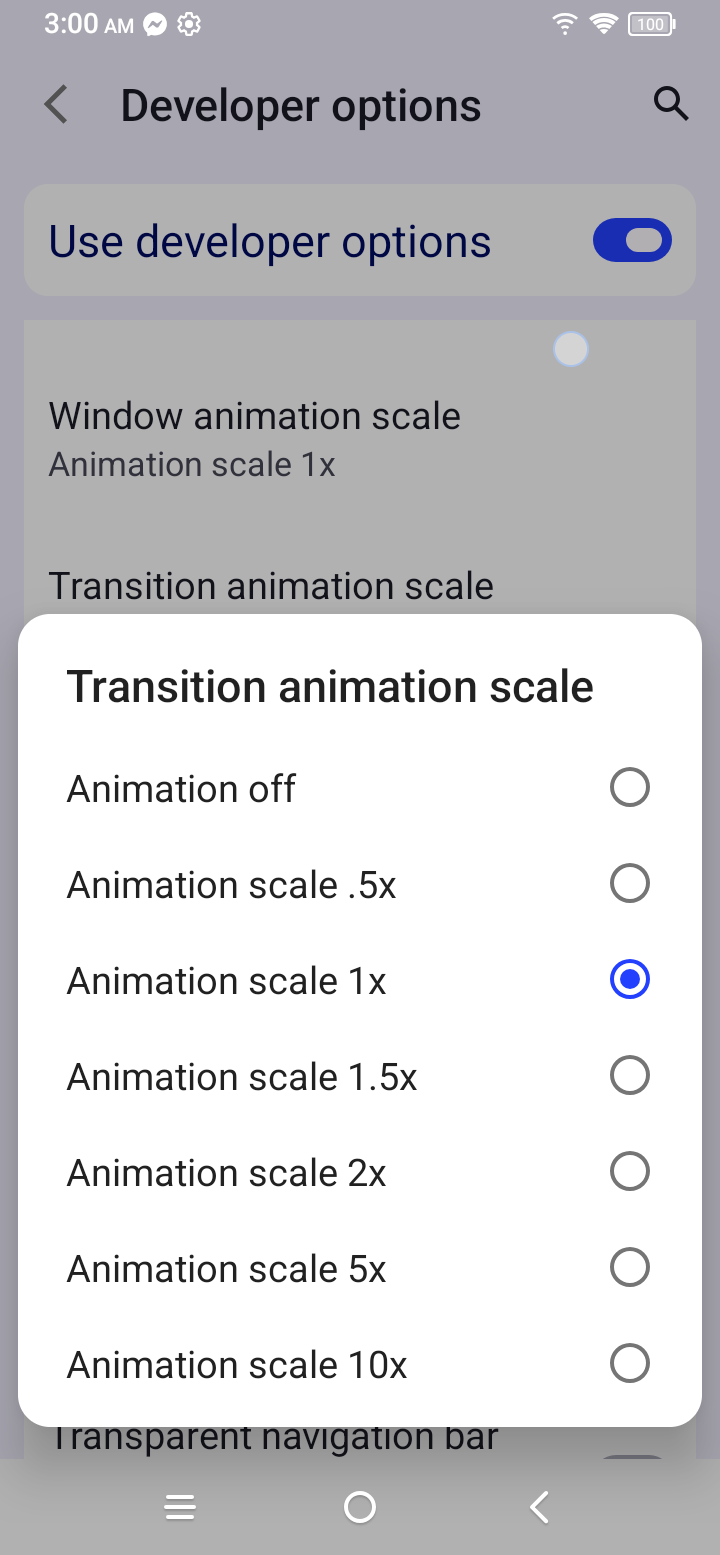 3:00 AM
100
Developer options
Use developer options
Window animation scale
Animation scale 1x
Transition animation scale
Transition animation scale
Animation off
Animation scale .5x
Animation scale 1x
Animation scale 1.5x
Animation scale 2x
Animation scale 5x
Animation scale 10x
Transparent navigation bar